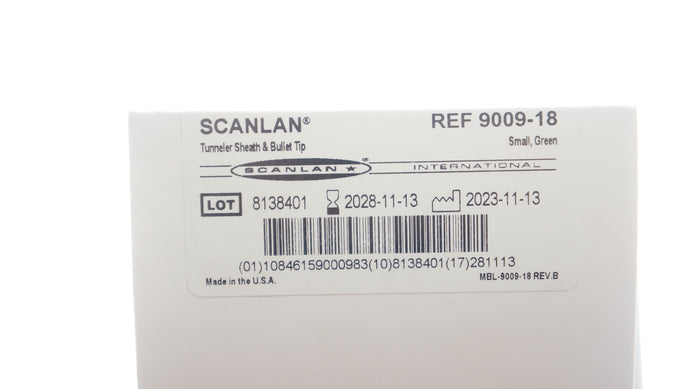 SCANLAN® REF 9009-18
Tunneler Sheath & Bullet Tip Small, Green
SCANLAN ★ ® INTERNATIONAL
LOT 8138401 2028-11-13 2023-11-13
(01)10846159000983(10)8138401(17)281113
Made in the U.S.A. MBL-9009-18 REV.B